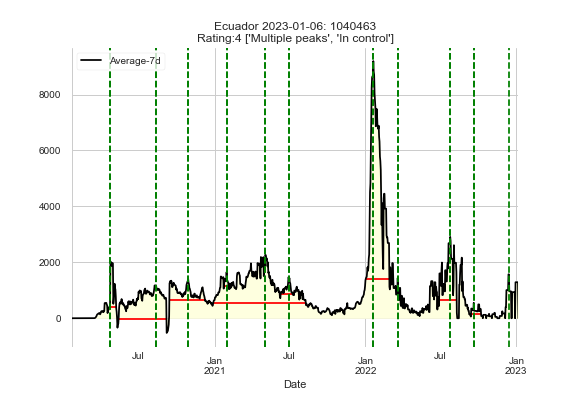 Ecuador 2023-01-06: 1040463
Rating:4 ['Multiple peaks', 'In control']
Average-7d
8000
6000
4000
2000
0
Jul
Jan
2021
Jul
Jan
2022
Jul
Jan
2023
Date